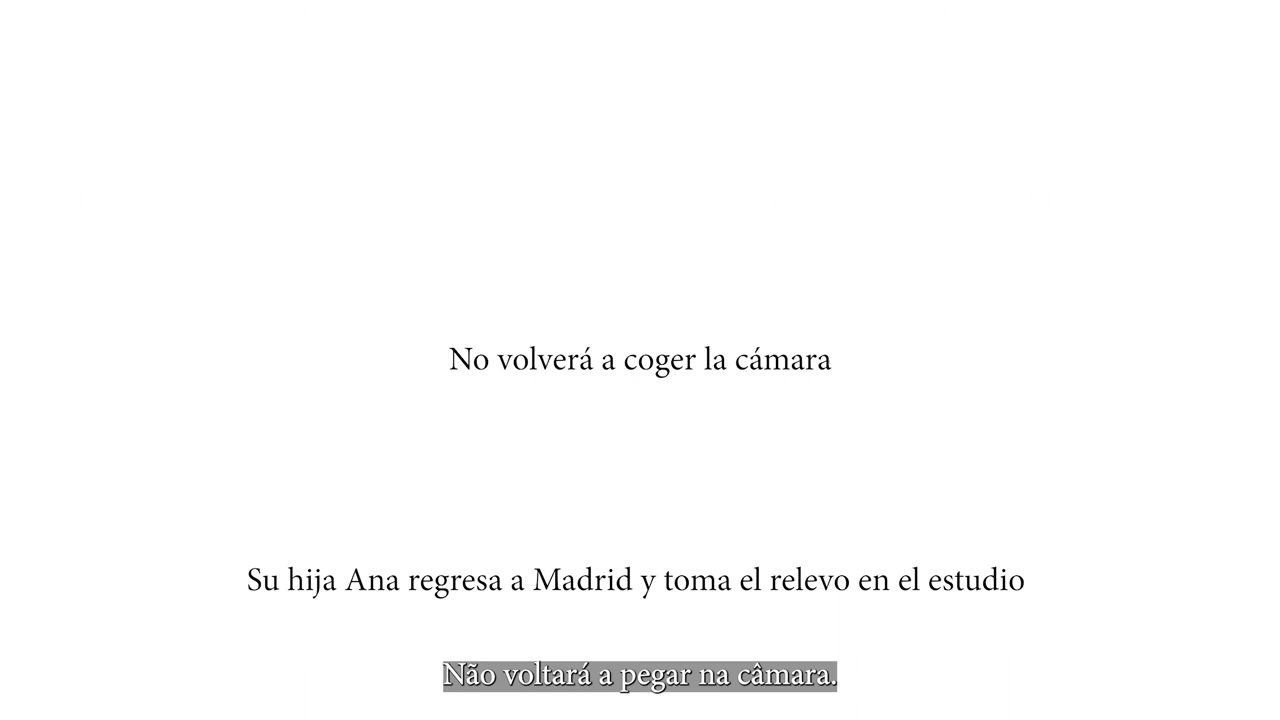 No volverá a coger la cámara
Su hija Ana regresa a Madrid y toma el relevo en el estudio
Não voltará a pegar na câmara.